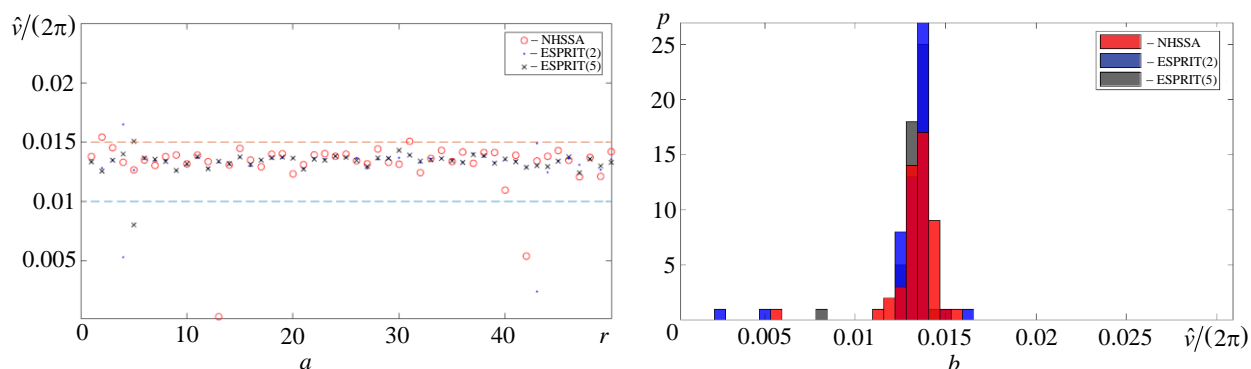 v̂/(2π)
0.02
0.015
0.01
0.005
0
10
20
30
40
r
a
– NHSSA
– ESPRIT(2)
– ESPRIT(5)
p
25
20
15
10
5
0
0.005
0.01
0.015
0.02
0.025
v̂/(2π)
b
– NHSSA
– ESPRIT(2)
– ESPRIT(5)